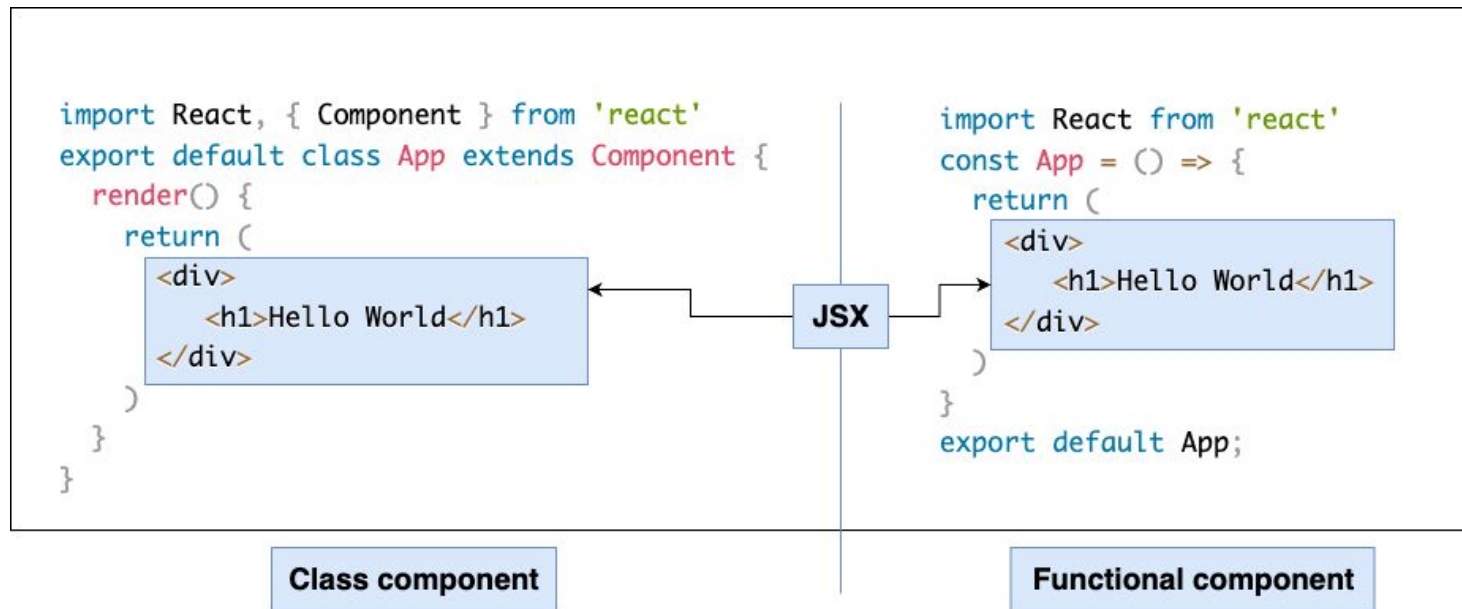 import React, { Component } from 'react'
export default class App extends Component {
  render() {
    return (
      <div>
        <h1>Hello World</h1>
      </div>
    )
  }
}
JSX
import React from 'react'
const App = () => {
  return (
    <div>
      <h1>Hello World</h1>
    </div>
  )
}
export default App;
Class component
Functional component